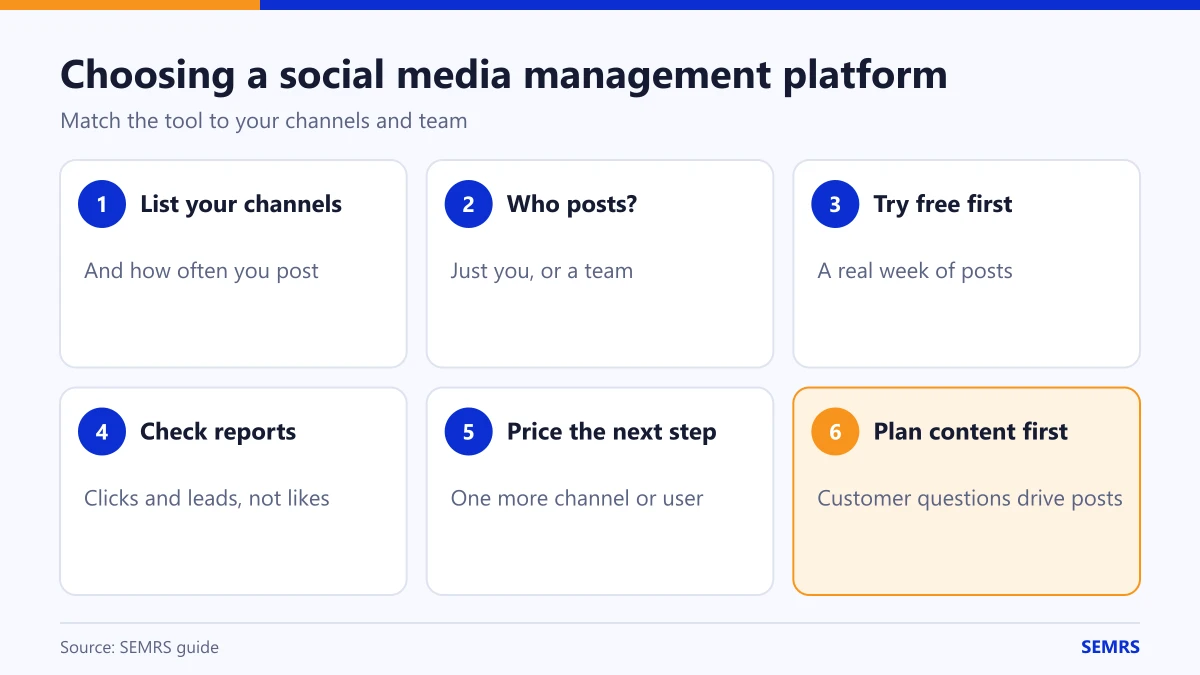 Choosing a social media management platform
Match the tool to your channels and team
1 List your channels
And how often you post
2 Who posts?
Just you, or a team
3 Try free first
A real week of posts
4 Check reports
Clicks and leads, not likes
5 Price the next step
One more channel or user
6 Plan content first
Customer questions drive posts
Source: SEMRS guide
SEMRS